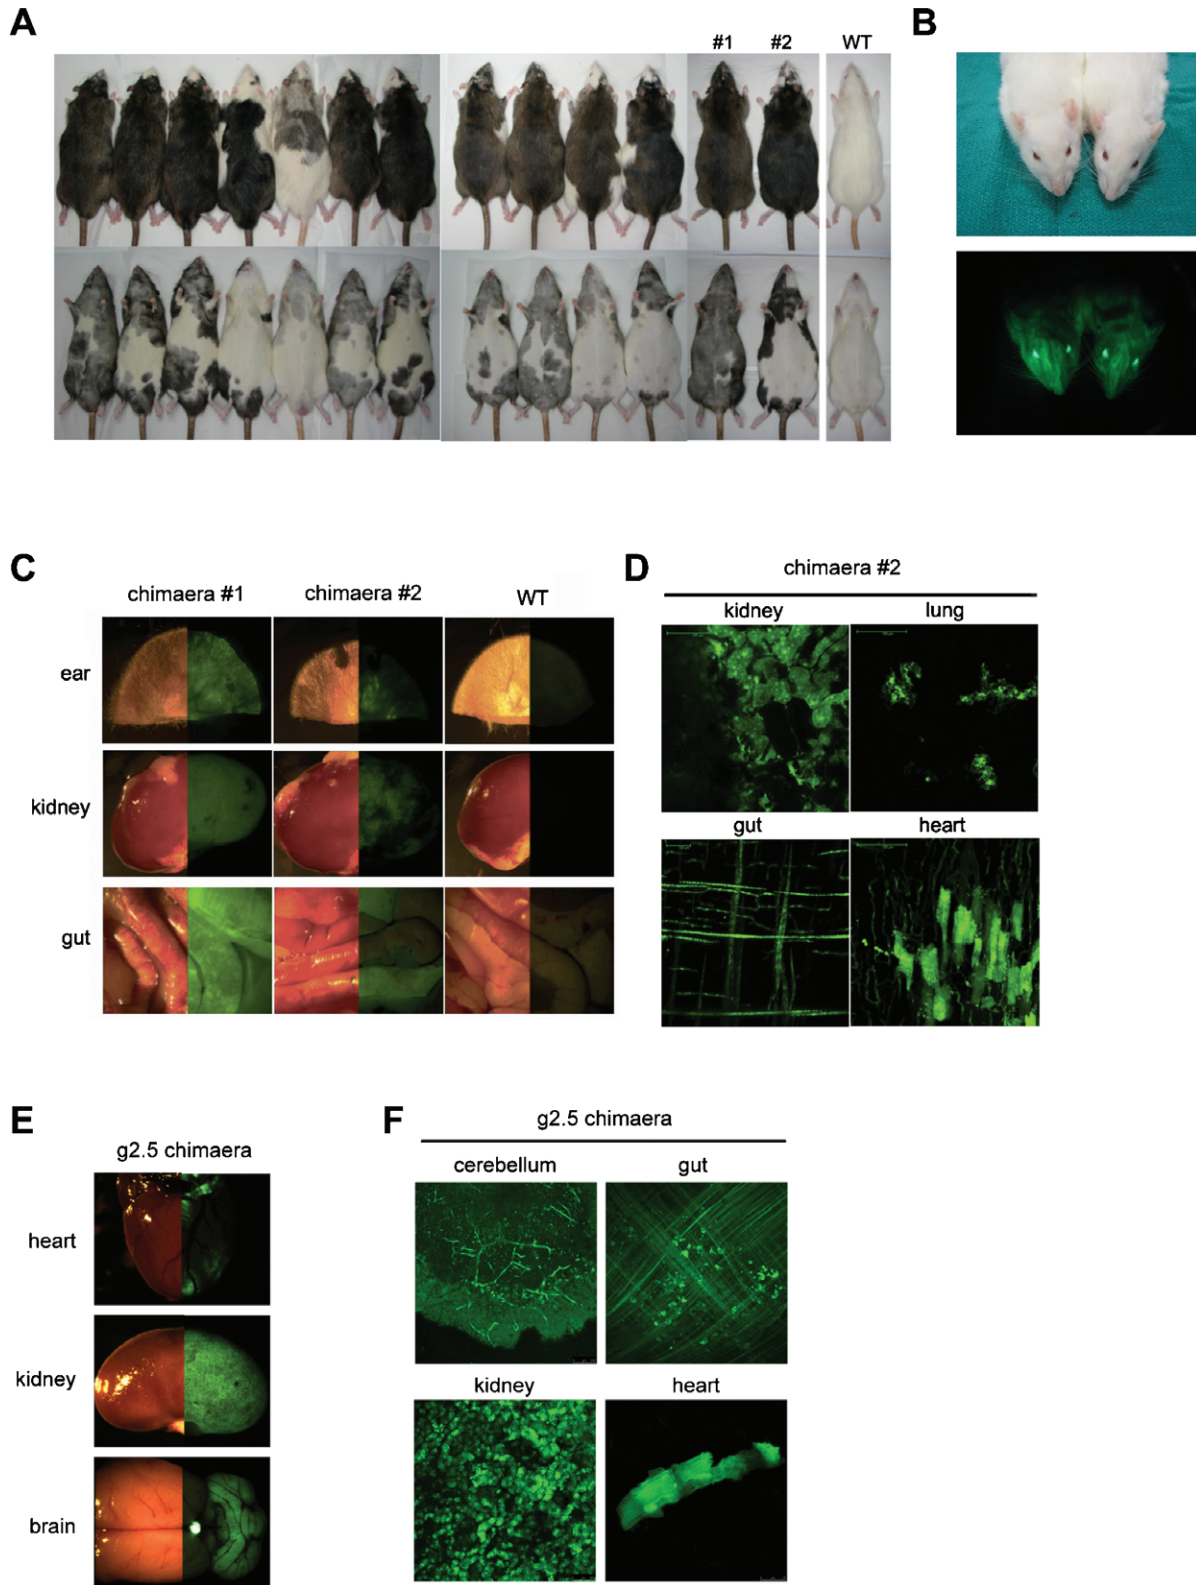 A
B
#1 #2 WT
C
D
chimaera #1 chimaera #2 WT
chimaera #2
kidney lung
ear
kidney
gut heart
gut
E
F
g2.5 chimaera
g2.5 chimaera
cerebellum gut
heart
kidney
kidney heart
brain